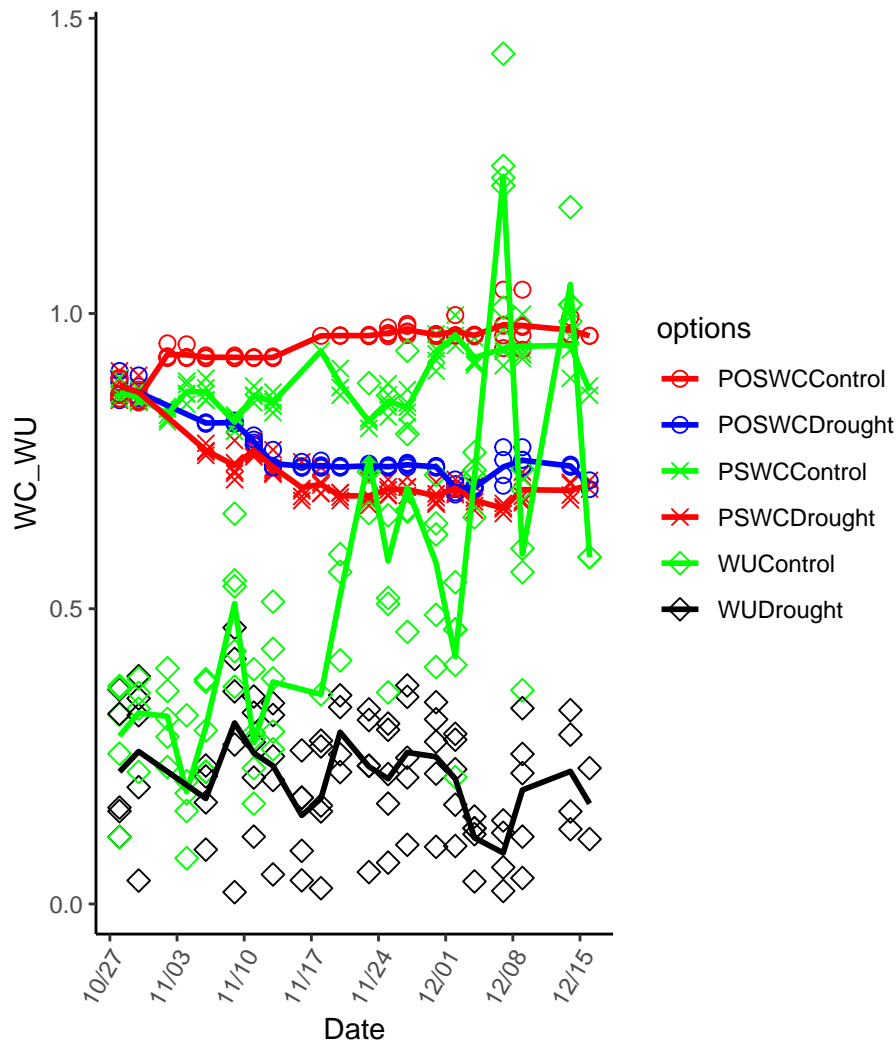 1.5
1.0
0.5
0.0
WC_WU
10/27
11/03
11/10
11/17
11/24
12/01
12/08
12/15
Date
options
POSWCControl
POSWCDrought
PSWCControl
PSWCDrought
WUControl
WUDrought